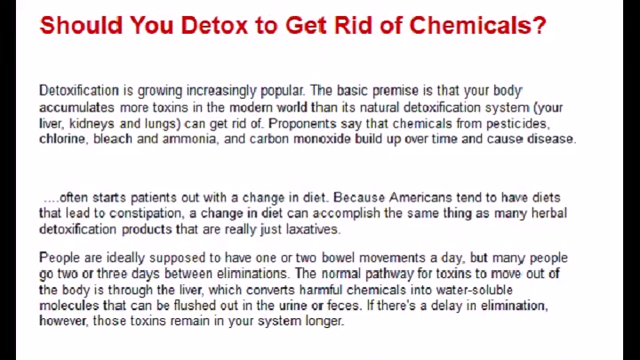 Should You Detox to Get Rid of Chemicals?
Detoxification is growing increasingly popular. The basic premise is that your body
accumulates more toxins in the modern world than its natural detoxification system (your
liver, kidneys and lungs) can get rid of. Proponents say that chemicals from pesticides,
chlorine, bleach and ammonia, and carbon monoxide build up over time and cause disease.
....often starts patients out with a change in diet. Because Americans tend to have diets
that lead to constipation, a change in diet can accomplish the same thing as many herbal
detoxification products that are really just laxatives.
People are ideally supposed to have one or two bowel movements a day, but many people
go two or three days between eliminations. The normal pathway for toxins to move out of
the body is through the liver, which converts harmful chemicals into water-soluble
molecules that can be flushed out in the urine or feces. If there's a delay in elimination,
however, those toxins remain in your system longer.